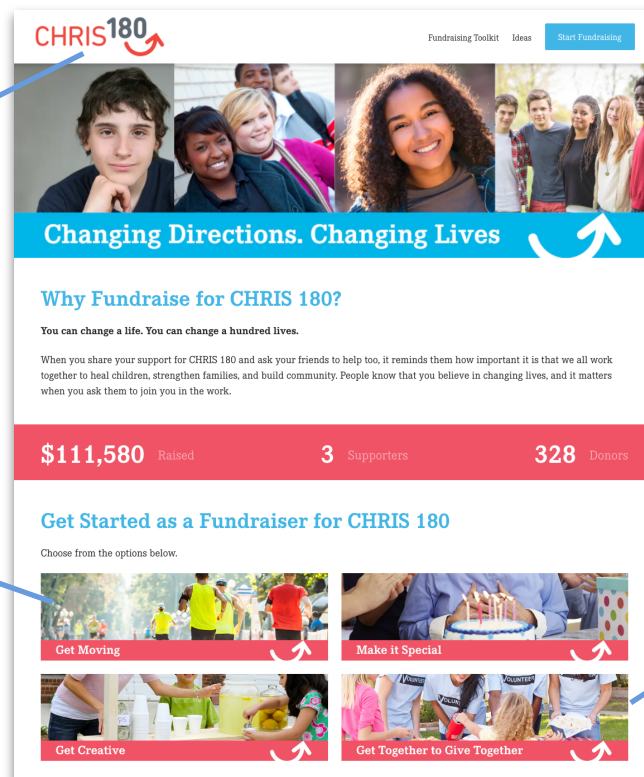 CHRIS180
Fundraising Toolkit Ideas Start Fundraising
Changing Directions. Changing Lives
Why Fundraise for CHRIS 180?
You can change a life. You can change a hundred lives.
When you share your support for CHRIS 180 and ask your friends to help too, it reminds them how important it is that we all work
together to heal children, strengthen families, and build community. People know that you believe in changing lives, and it matters
when you ask them to join you in the work.
$111,580 Raised 3 Supporters 328 Donors
Get Started as a Fundraiser for CHRIS 180
Choose from the options below.
Get Moving
Make it Special
VOLUNTEER
Get Creative
Get Together to Give Together